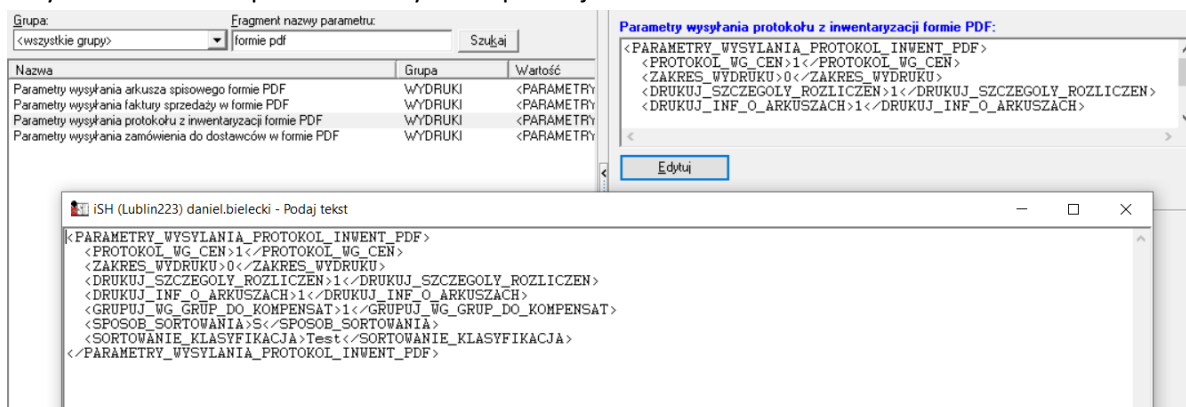 Grupa:
Fragment nazwy parametru:
<wszystkie grupy>
formie pdf
Szukaj
Nazwa
Grupa
Wartość
Parametry wysyłania arkusza spisowego formie PDF
WYDRUKI
<PARAMETRY
Parametry wysyłania faktury sprzedaży w formie PDF
WYDRUKI
<PARAMETRY
Parametry wysyłania protokołu z inwentaryzacji formie PDF
WYDRUKI
<PARAMETRY
Parametry wysyłania zamówienia do dostawców w formie PDF
WYDRUKI
<PARAMETRY
Parametry wysyłania protokołu z inwentaryzacji formie PDF:
<PARAMETRY_WYSYLANIA_PROTOKOL_INWENT_PDF>
<PROTOKOL_WG_CEN>1</PROTOKOL_WG_CEN>
<ZAKRES_WYDRUKU>0</ZAKRES_WYDRUKU>
<DRUKUJ_SZCZEGOLY_ROZLICZEN>1</DRUKUJ_SZCZEGOLY_ROZLICZEN>
<DRUKUJ_INF_O_ARKUSZACH>1</DRUKUJ_INF_O_ARKUSZACH>
Edytuj
iSH (Lublin223) daniel.bielecki - Podaj tekst
<PARAMETRY_WYSYLANIA_PROTOKOL_INWENT_PDF>
<PROTOKOL_WG_CEN>1</PROTOKOL_WG_CEN>
<ZAKRES_WYDRUKU>0</ZAKRES_WYDRUKU>
<DRUKUJ_SZCZEGOLY_ROZLICZEN>1</DRUKUJ_SZCZEGOLY_ROZLICZEN>
<DRUKUJ_INF_O_ARKUSZACH>1</DRUKUJ_INF_O_ARKUSZACH>
<GRUPUJ_WG_GRUP_DO_KOMPENSAT>1</GRUPUJ_WG_GRUP_DO_KOMPENSAT>
<SPOSOB_SORTOWANIA>S</SPOSOB_SORTOWANIA>
<SORTOWANIE_KLASYFIKACJA>Test</SORTOWANIE_KLASYFIKACJA>
</PARAMETRY_WYSYLANIA_PROTOKOL_INWENT_PDF>